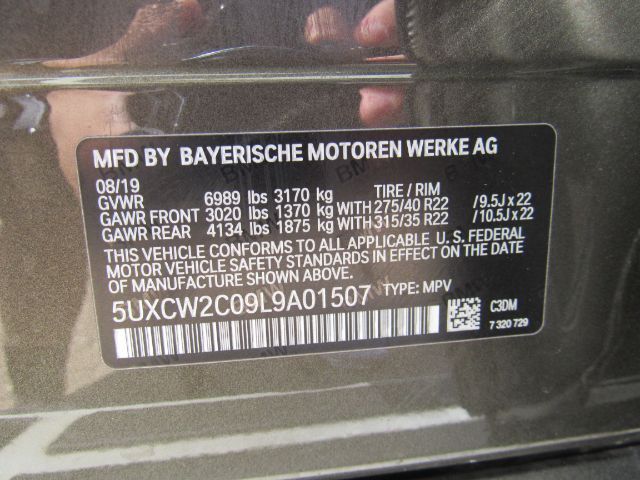 MFD BY BAYERISCHE MOTOREN WERKE AG
08/19
GVWR 6989 lbs 3170 kg TIRE / RIM
GAWR FRONT 3020 lbs 1370 kg WITH 275/40 R22 /9.5J x 22
GAWR REAR 4134 lbs 1875 kg WITH 315/35 R22 /10.5J x 22
THIS VEHICLE CONFORMS TO ALL APPLICABLE U. S. FEDERAL
MOTOR VEHICLE SAFETY STANDARDS IN EFFECT ON THE DATE
OF MANUFACTURE SHOWN ABOVE.
5UXCW2C09L9A01507 TYPE: MPV
C3DM
7 320 729